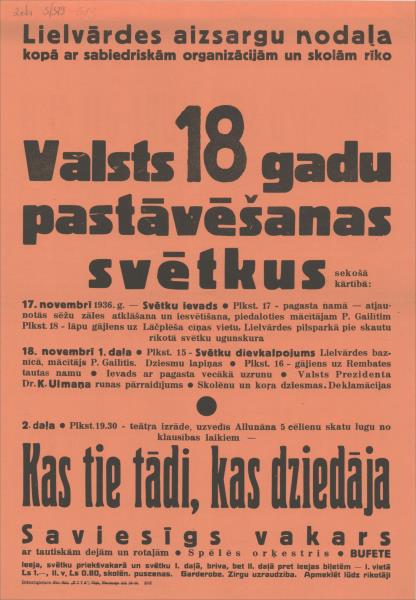 Lielvārdes aizsargu nodaļa
kopā ar sabiedriskām organizācijām un skolām rīko
Valsts 18 gadu
pastāvēšanas
svētkus sekošā
kārtībā:
17. novembrī 1936. g. — Svētku ievads ● Plkst. 17 - pagasta namā — atjau-
notās sēžu zāles atklāšana un iesvētīšana, piedaloties mācītājam P. Gailītim
Plkst. 18 - lāpu gājiens uz Lāčplēša cīņas vietu, Lielvārdes pilsparkā pie skautu
rīkotā svētku ugunskura
18. novembrī 1. daļa ● Plkst. 15 - Svētku dievkalpojums Lielvārdes baz-
nīcā, mācītājs P. Gailītis. Dziesmu lapiņas ● Plkst. 16 - gājiens uz Rembates
tautas namu ● Ievads ar pagasta vecākā uzrunu ● Valsts Prezidenta
Dr. K. Ulmaņa runas pārraidījums ● Skolēnu un koŗa dziesmas. Deklamācijas
2. daļa ● Plkst. 19.30 - teātŗa izrāde, uzvedīs Allunāna 5 cēlienu skatu lugu no
klaušības laikiem —
Kas tie tādi, kas dziedāja
Saviesīgs vakars
ar tautiskām dejām un rotaļām ● Spēlēs orķestris ● BUFETE
Ieeja, svētku priekšvakarā un svētku I. daļā, brīva, bet II. daļā pret ieejas biļetēm — I. vietā
Ls 1.—, II. v. Ls 0.80, skolēn. puscenas. Garderobe. Zirgu uzraudzība. Apmeklēt lūdz rīkotāji